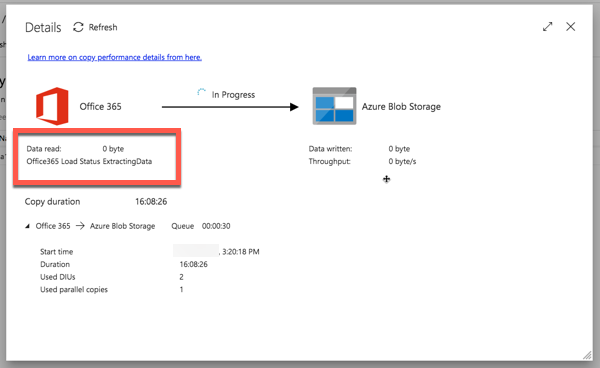 Details Refresh
Learn more on copy performance details from here.
In Progress
Office 365 Azure Blob Storage
Data read: 0 byte Data written: 0 byte
Office365 Load Status ExtractingData Throughput: 0 byte/s
Copy duration 16:08:26
Office 365 → Azure Blob Storage Queue 00:00:30
Start time , 3:20:18 PM
Duration 16:08:26
Used DIUs 2
Used parallel copies 1